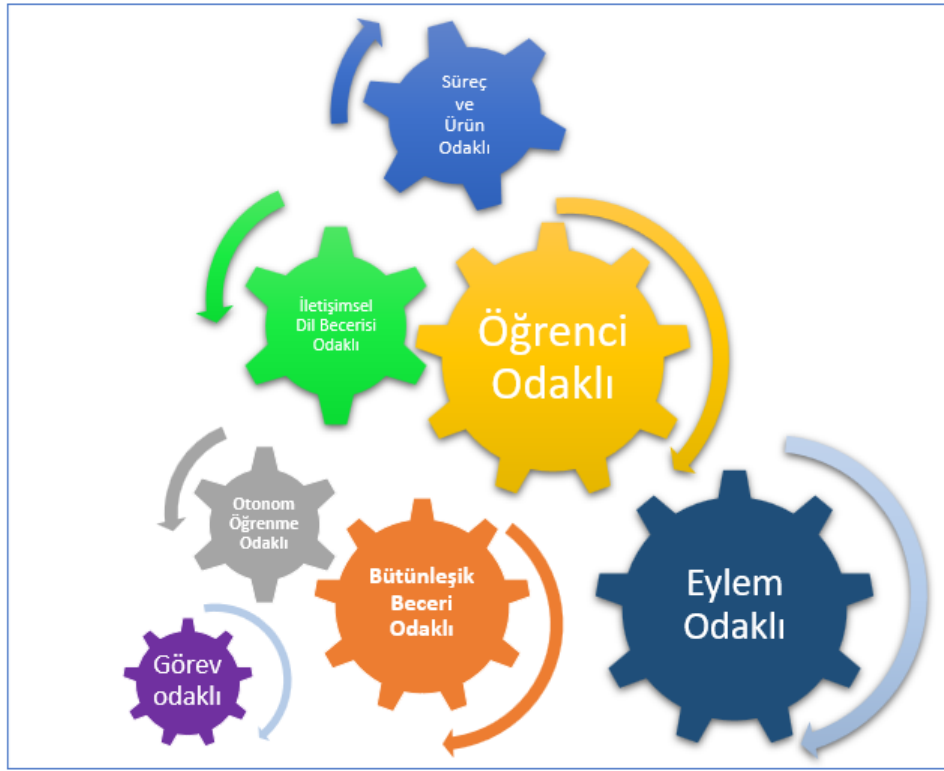 Süreç
ve
Ürün
Odaklı
İletişimsel
Dil Becerisi
Odaklı
Öğrenci
Odaklı
Otonom
Öğrenme
Odaklı
Bütünleşik
Beceri
Odaklı
Eylem
Odaklı
Görev
odaklı